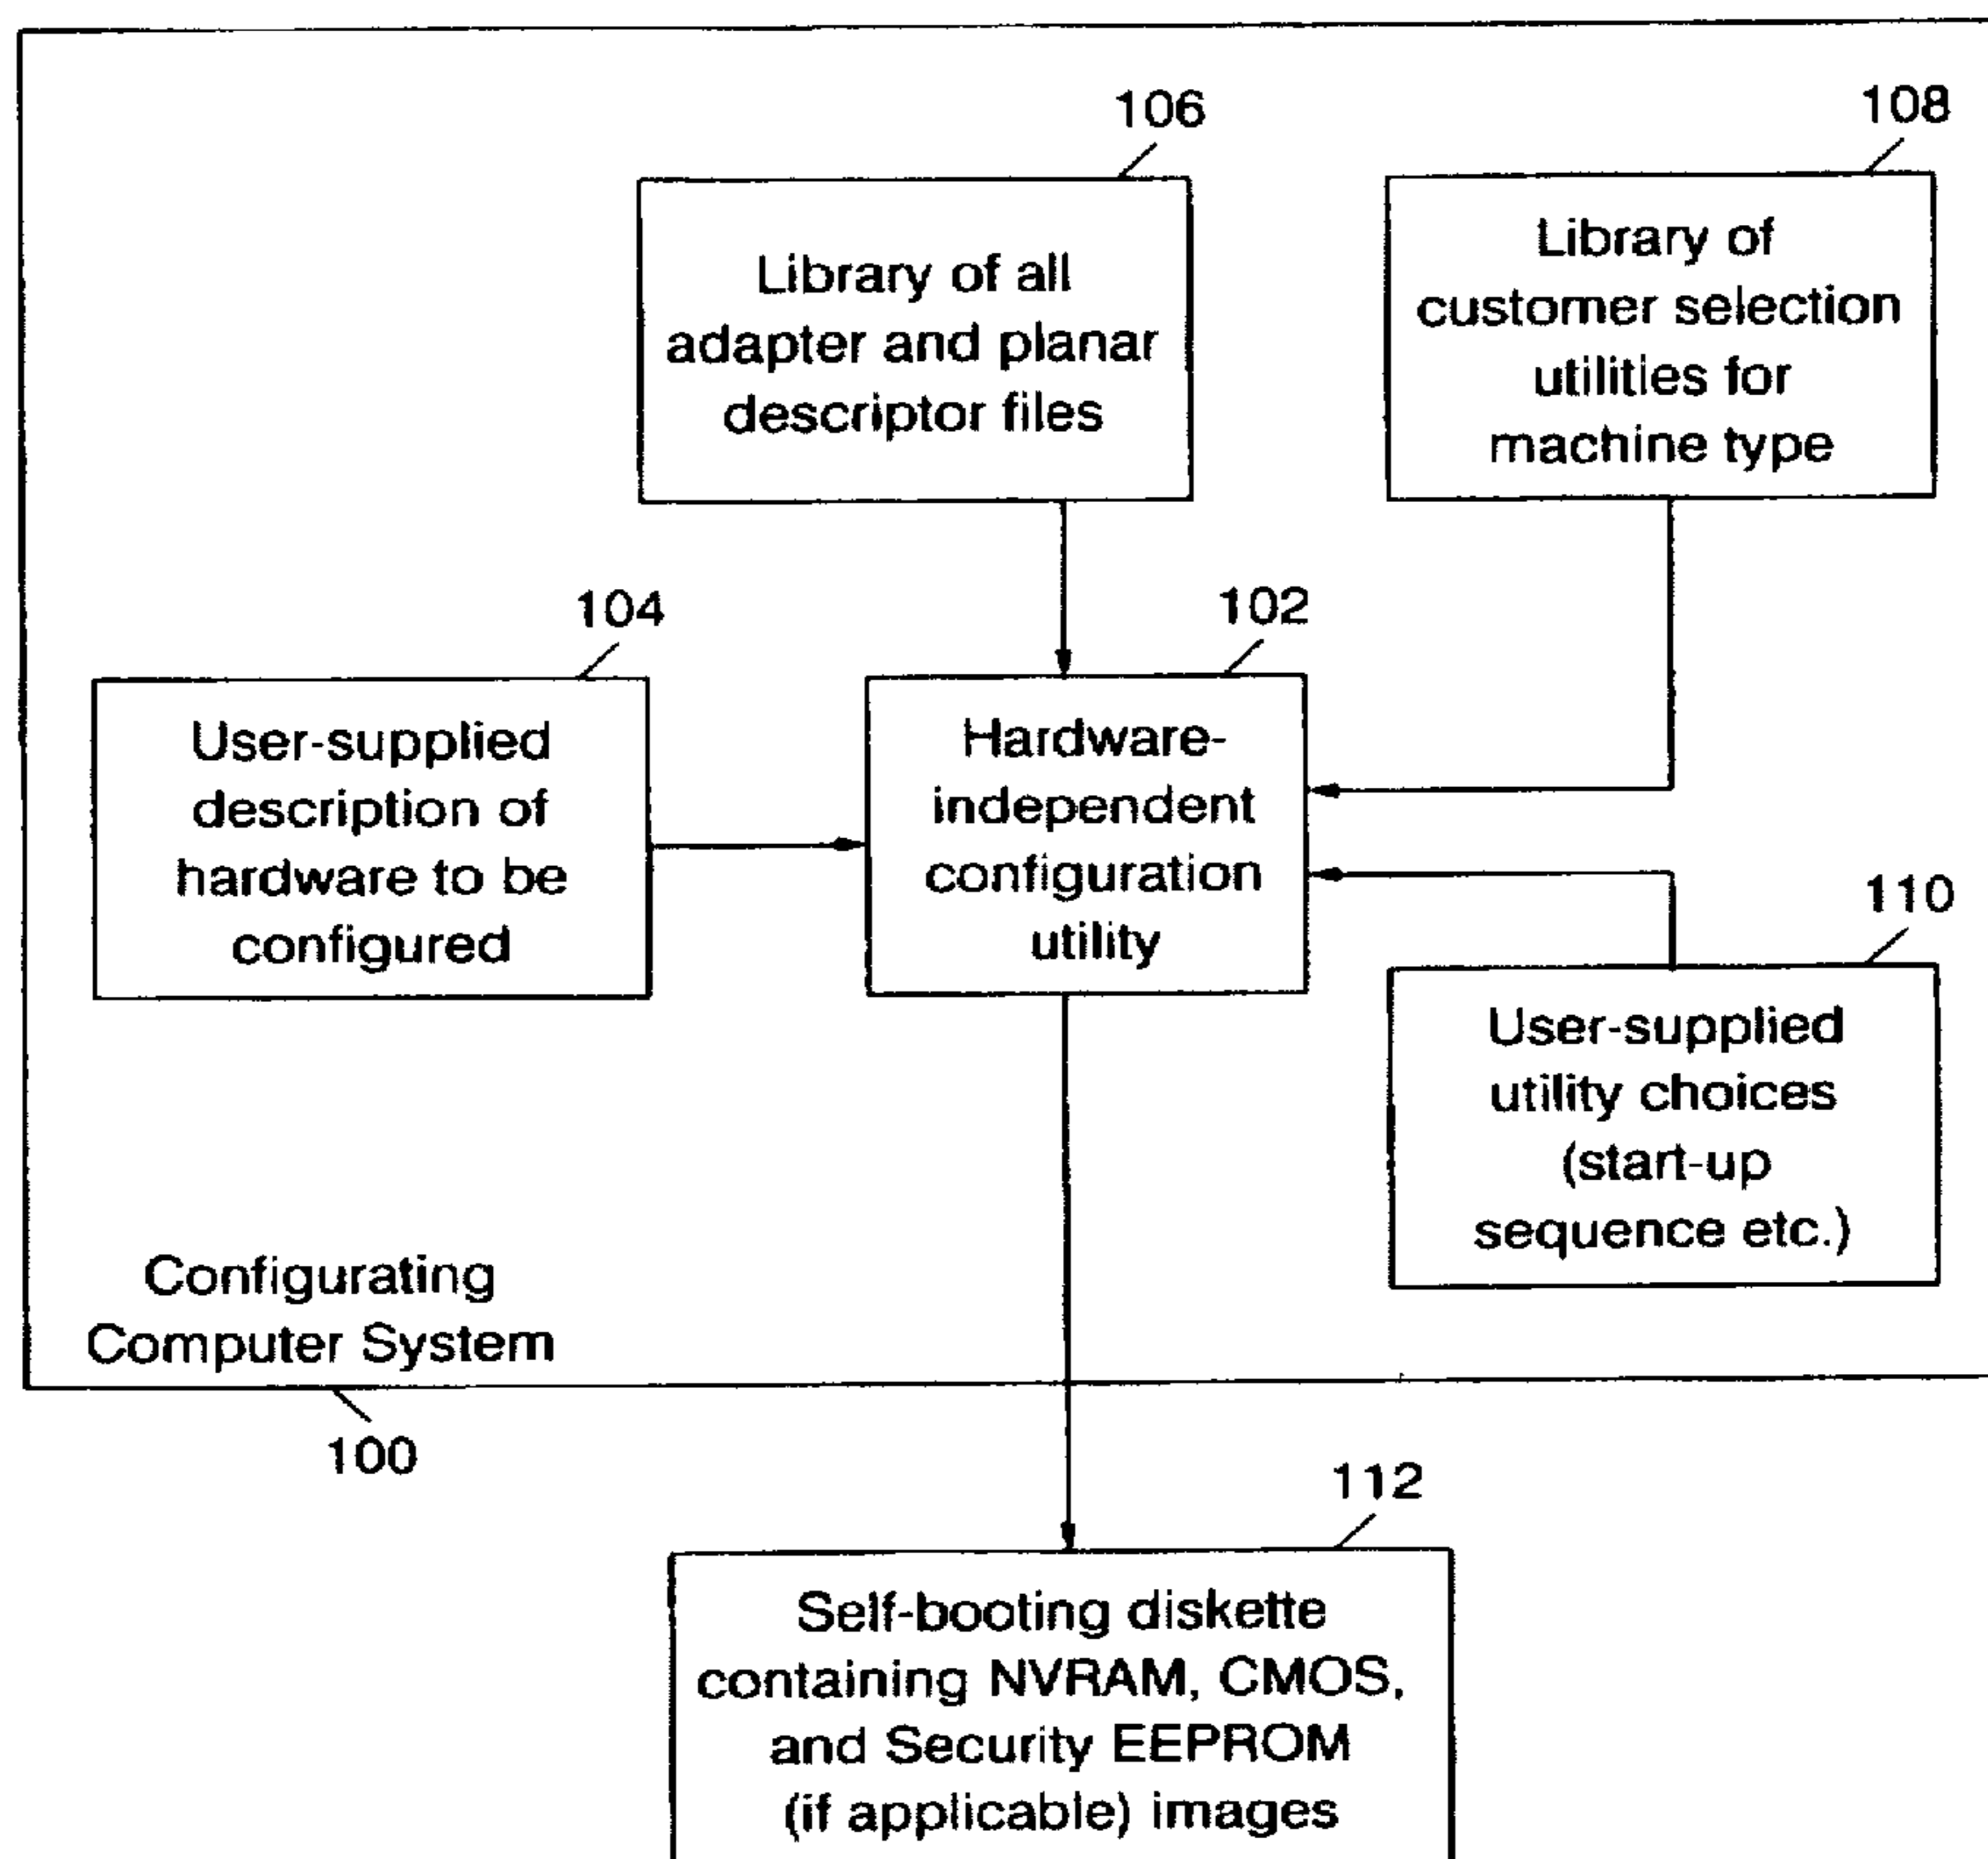 106
108
Library of all
adapter and planar
descriptor files
Library of
customer selection
utilities for
machine type
104
102
User-supplied
description of
hardware to be
configured
Hardware-
independent
configuration
utility
110
User-supplied
utility choices
(start-up
sequence etc.)
Configurating
Computer System
100
112
Self-booting diskette
containing NVRAM, CMOS,
and Security EEPROM
(if applicable) images